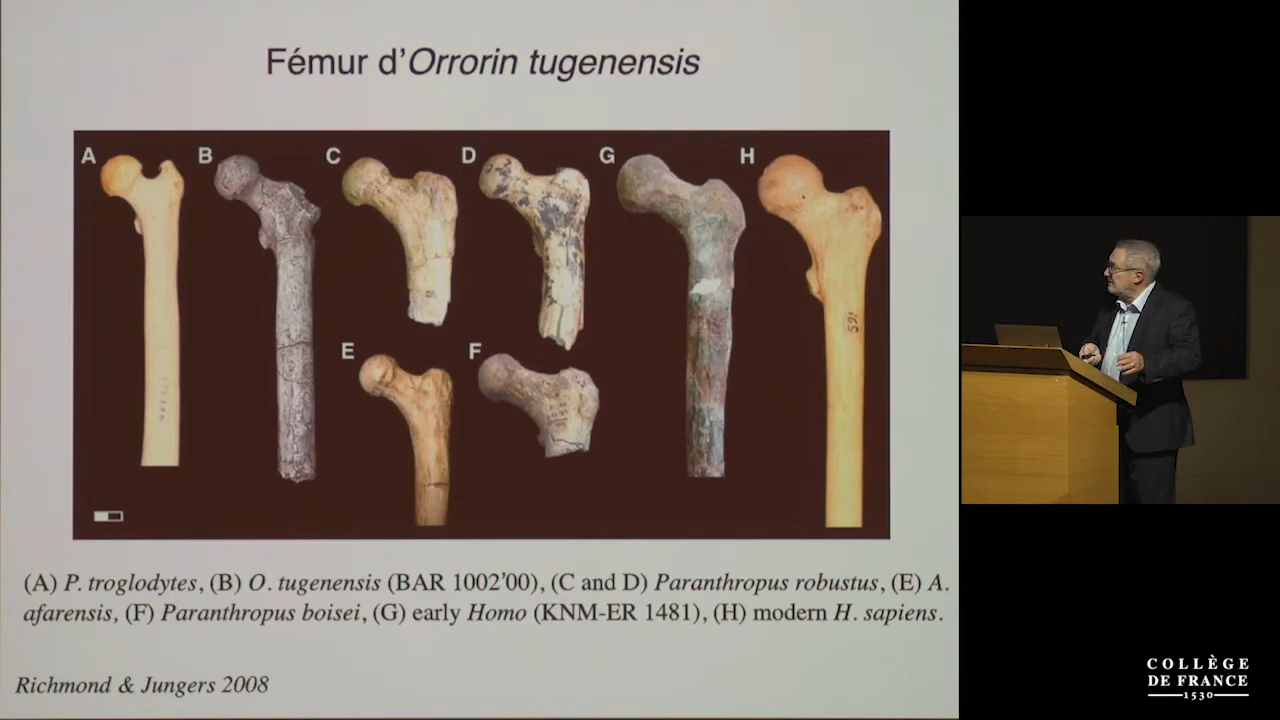 Fémur d'Orrorin tugenensis
A
B
C
D
G
H
E
F
591
(A) P. troglodytes, (B) O. tugenensis (BAR 1002'00), (C and D) Paranthropus robustus, (E) A.
afarensis, (F) Paranthropus boisei, (G) early Homo (KNM-ER 1481), (H) modern H. sapiens.
Richmond & Jungers 2008
COLLÈGE
DE FRANCE
1530